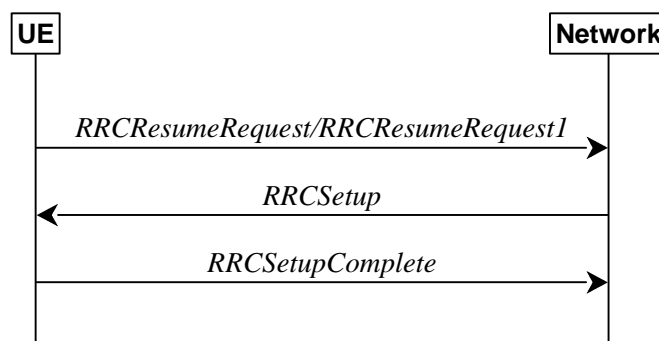 UE
Network
RRCResumeRequest/RRCResumeRequest1
RRCSetup
RRCSetupComplete